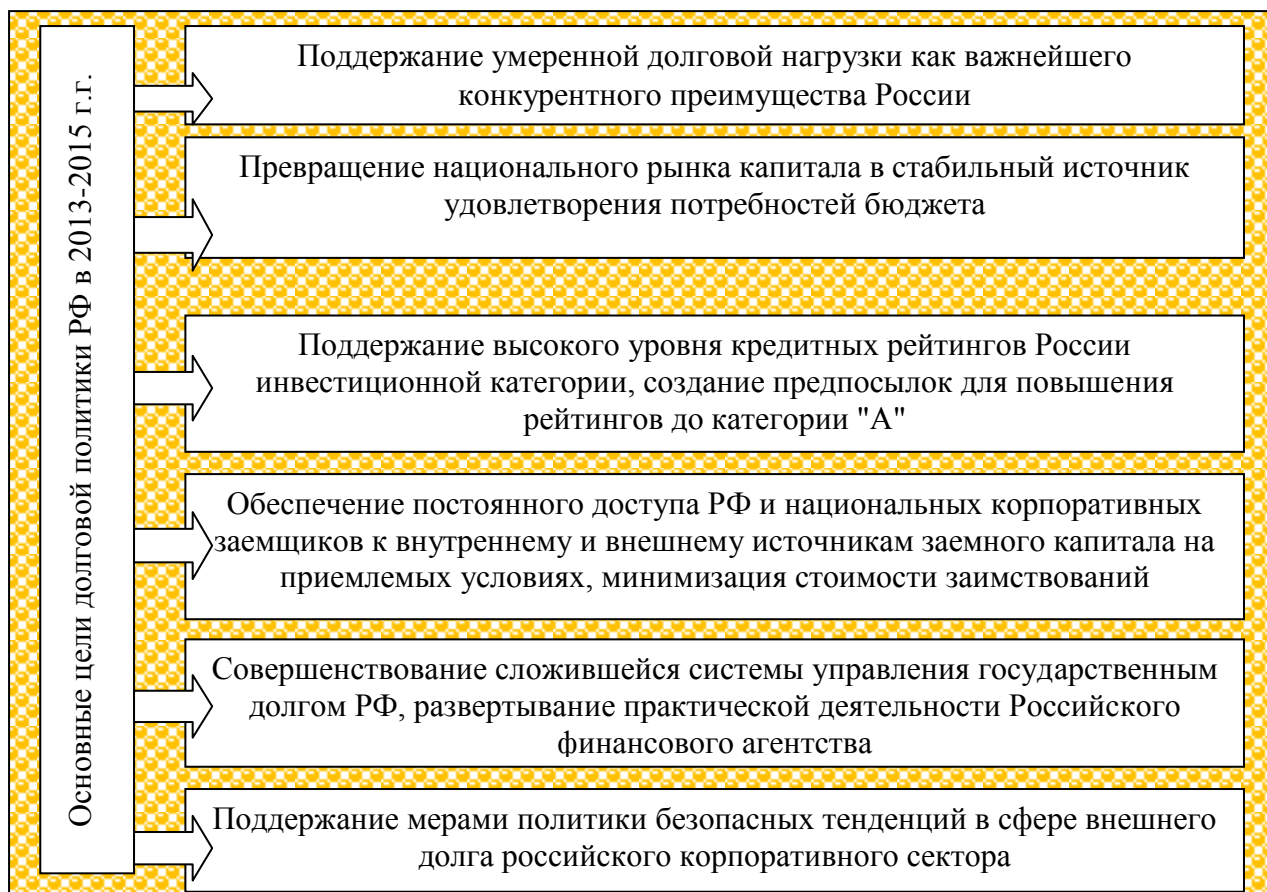 Основные цели долговой политики РФ в 2013-2015 г.г.
Поддержание умеренной долговой нагрузки как важнейшего
конкурентного преимущества России
Превращение национального рынка капитала в стабильный источник
удовлетворения потребностей бюджета
Поддержание высокого уровня кредитных рейтингов России
инвестиционной категории, создание предпосылок для повышения
рейтингов до категории "А"
Обеспечение постоянного доступа РФ и национальных корпоративных
заемщиков к внутреннему и внешнему источникам заемного капитала на
приемлемых условиях, минимизация стоимости заимствований
Совершенствование сложившейся системы управления государственным
долгом РФ, развертывание практической деятельности Российского
финансового агентства
Поддержание мерами политики безопасных тенденций в сфере внешнего
долга российского корпоративного сектора